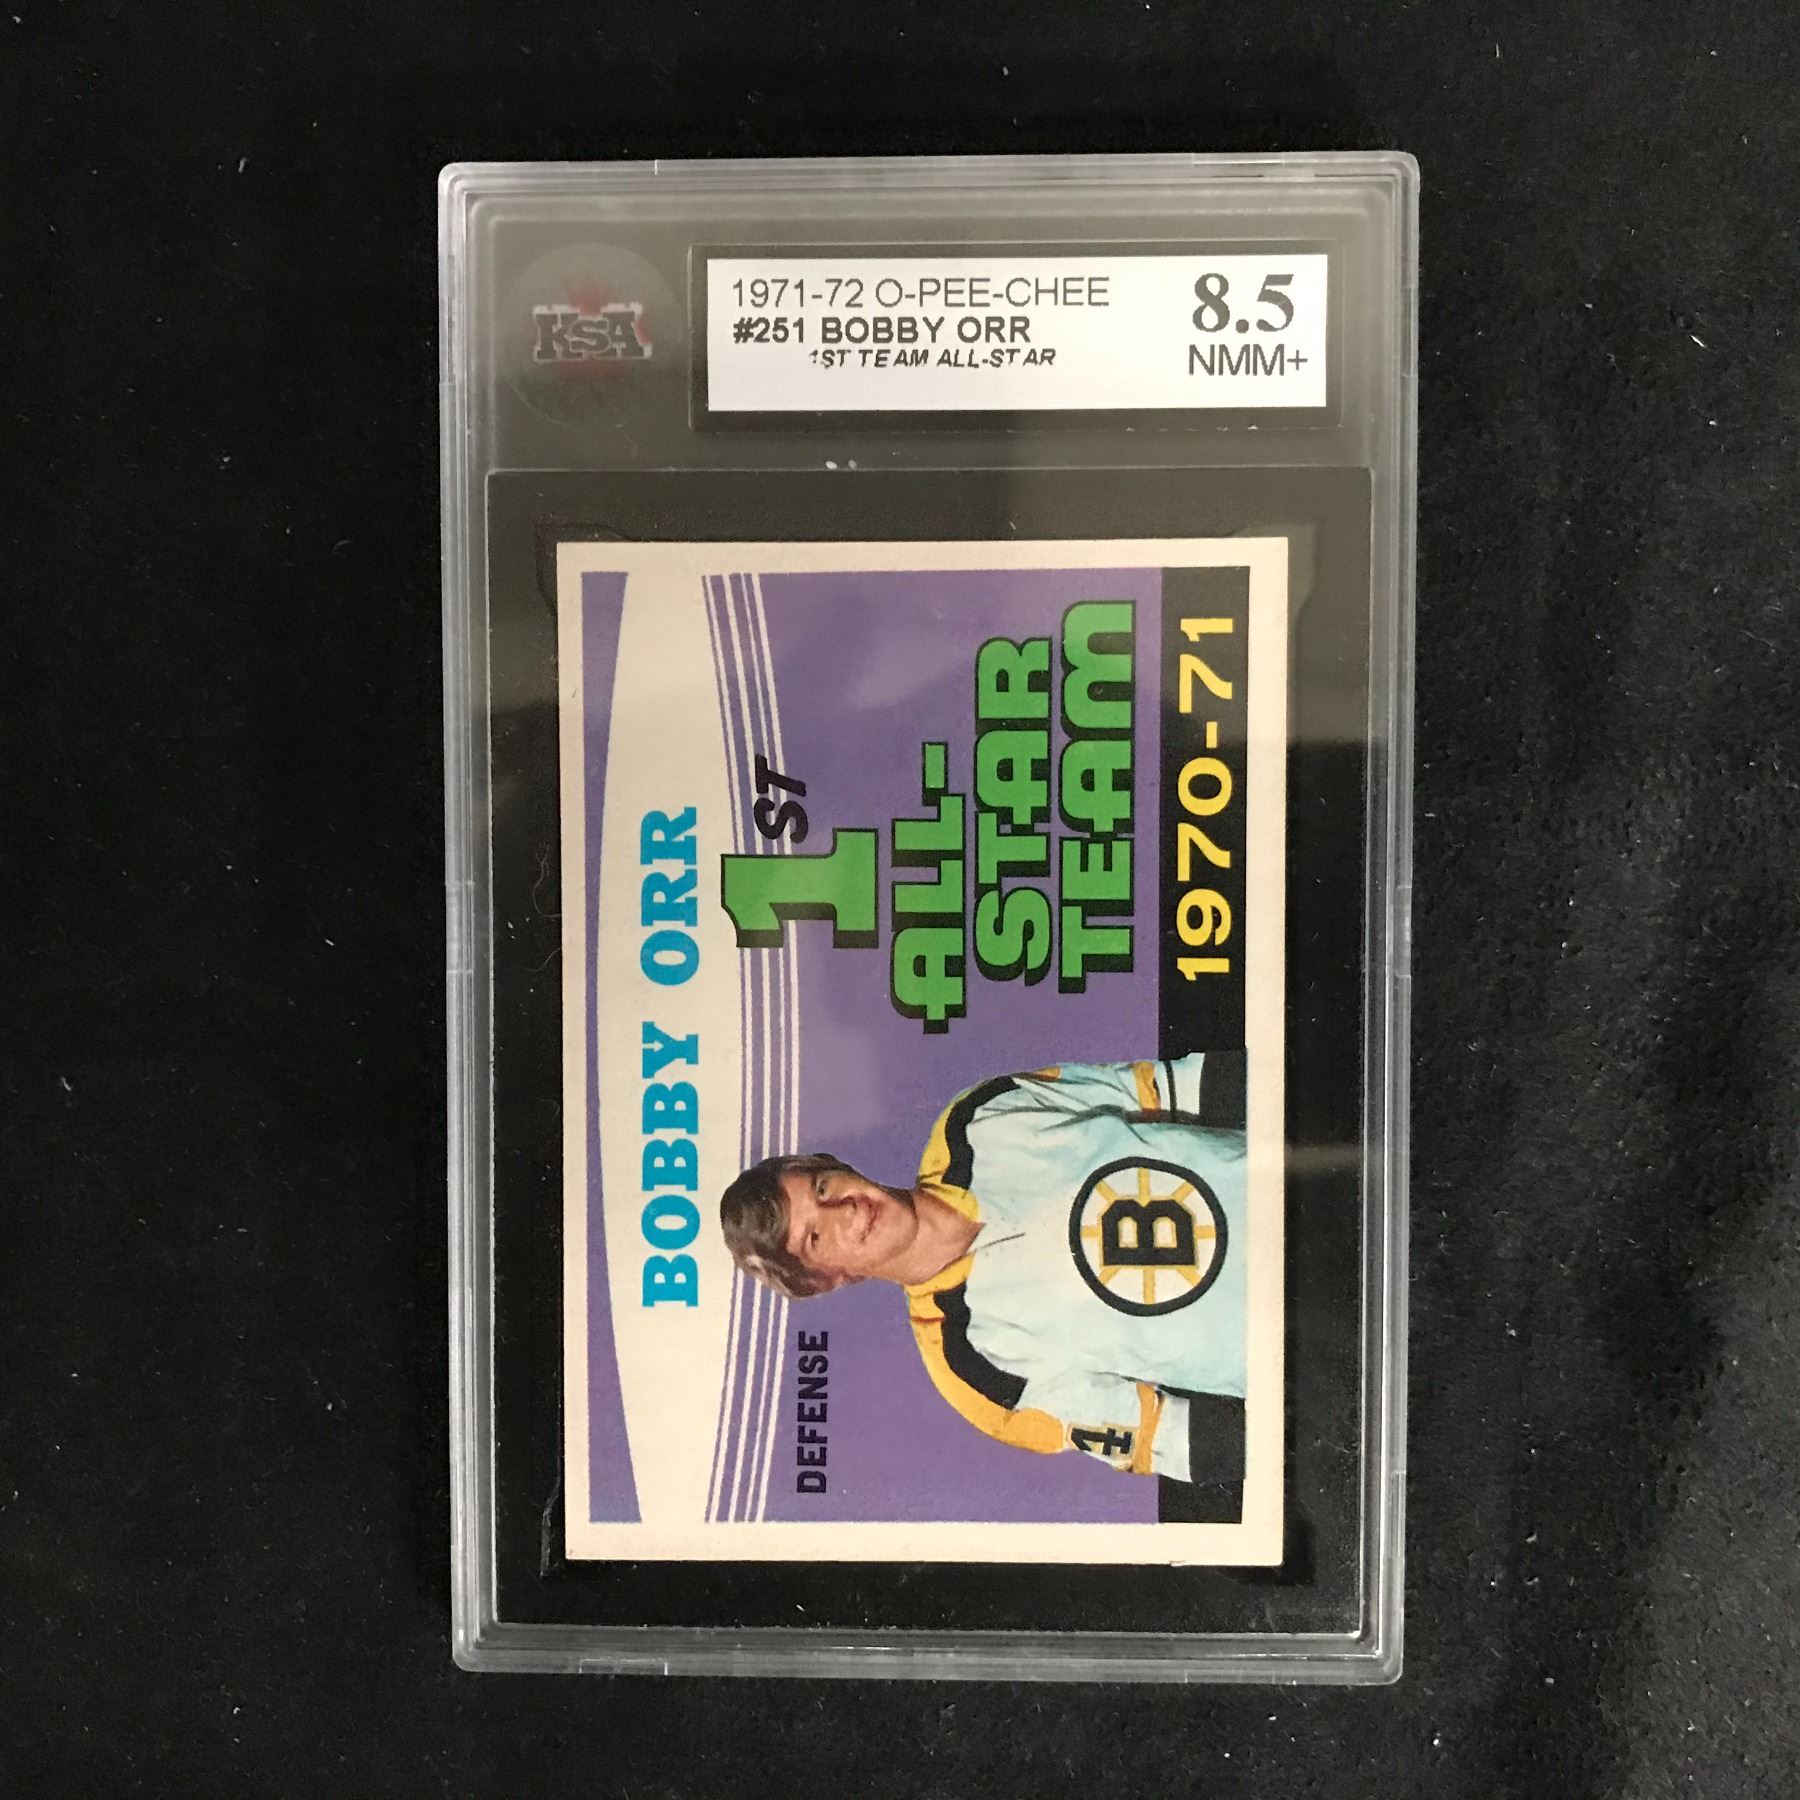 KSA
1971-72 O-PEE-CHEE
#251 BOBBY ORR
1ST TEAM ALL-STAR
8.5
NMM+
BOBBY ORR
DEFENSE
1ST
ALL-
STAR
TEAM
1970-71
B
4